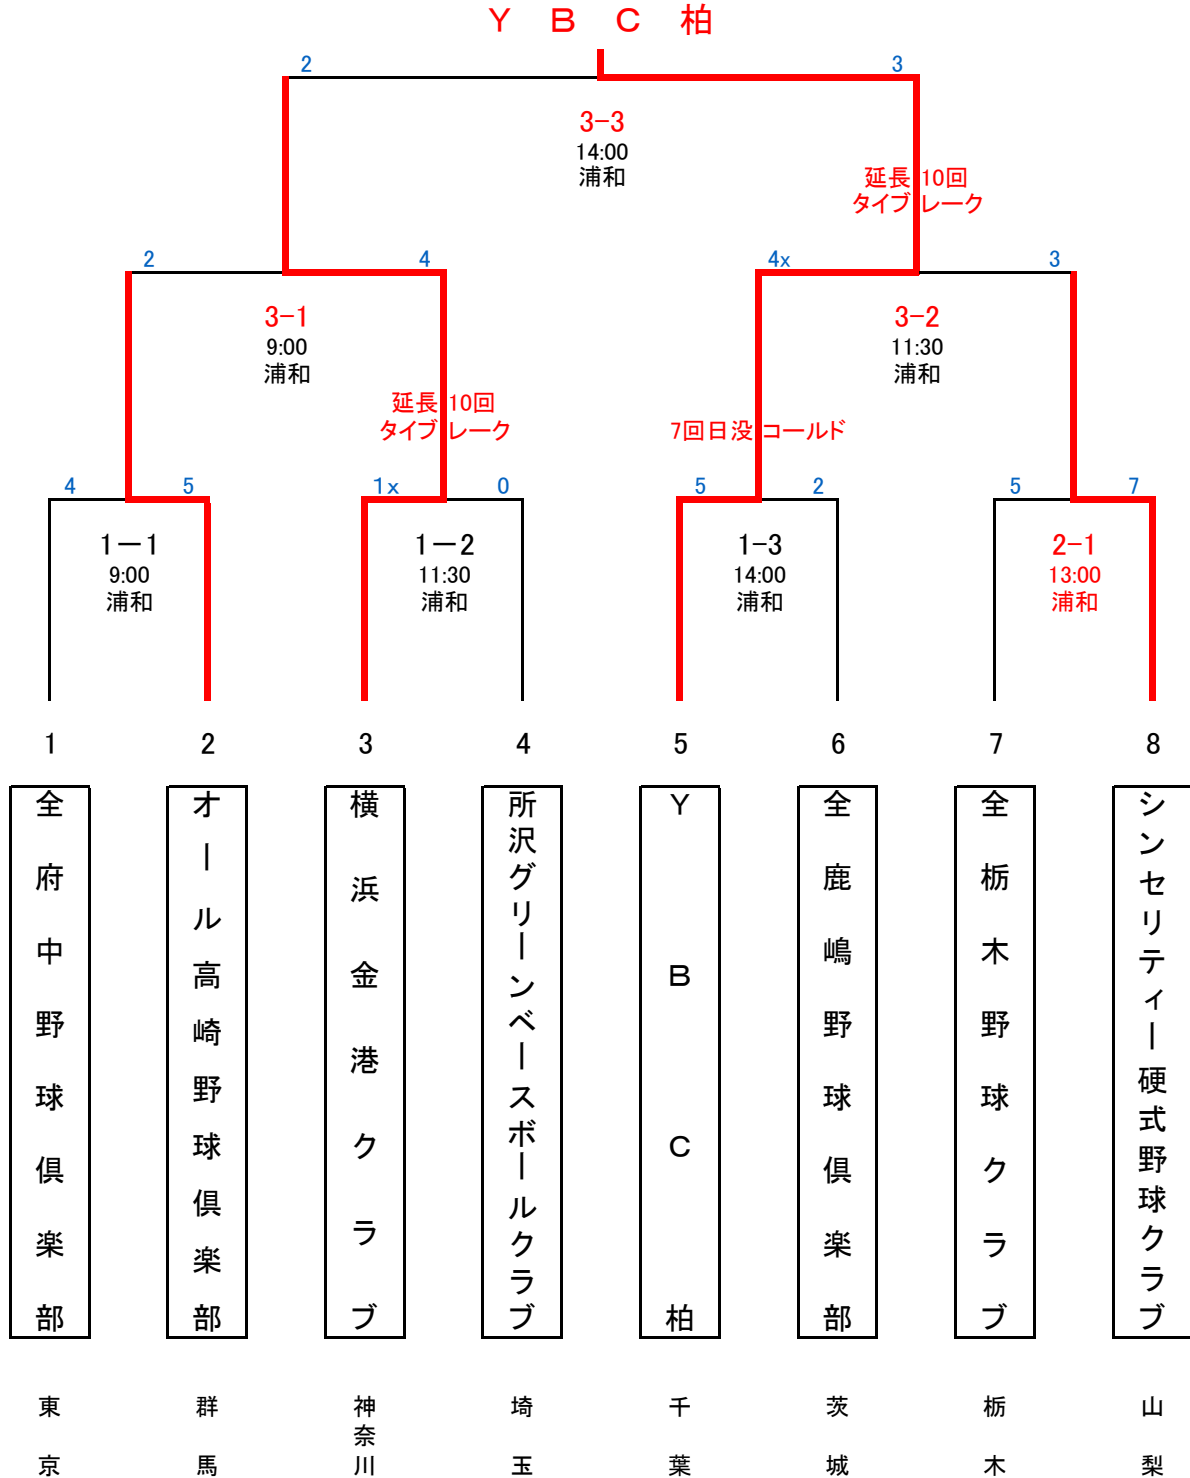 ＹＢＣ柏
2
3
3-3
14:00
浦和
延長 10回
タイブレーク
2
4
4x
3
3-1
9:00
浦和
3-2
11:30
浦和
延長 10回
タイブレーク
7回日没コールド
4
5
1x
0
5
2
5
7
1－1
9:00
浦和
1－2
11:30
浦和
1-3
14:00
浦和
2-1
13:00
浦和
1
2
3
4
5
6
7
8
全府中野球倶楽部
オール高崎野球倶楽部
横浜金港クラブ
所沢グリーンベースボールクラブ
ＹＢＣ柏
全鹿嶋野球倶楽部
全栃木野球クラブ
シンセリティー硬式野球クラブ
東京
群馬
神奈川
埼玉
千葉
茨城
栃木
山梨